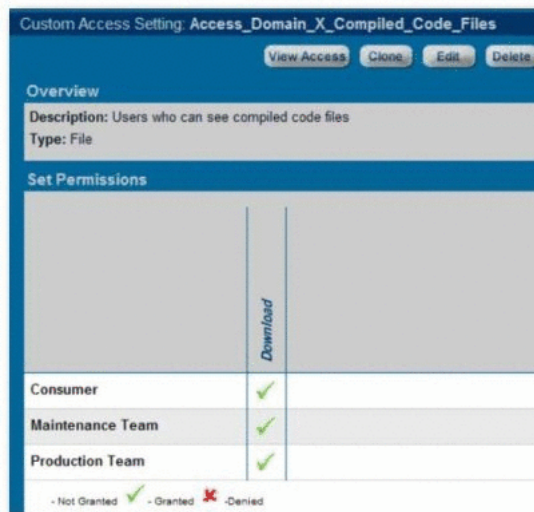 Custom Access Setting: Access_Domain_X_Compiled_Code_Files
View Access Clone Edit Delete
Overview
Description: Users who can see compiled code files
Type: File
Set Permissions
Download
Consumer
Maintenance Team
Production Team
- Not Granted - Granted -Denied